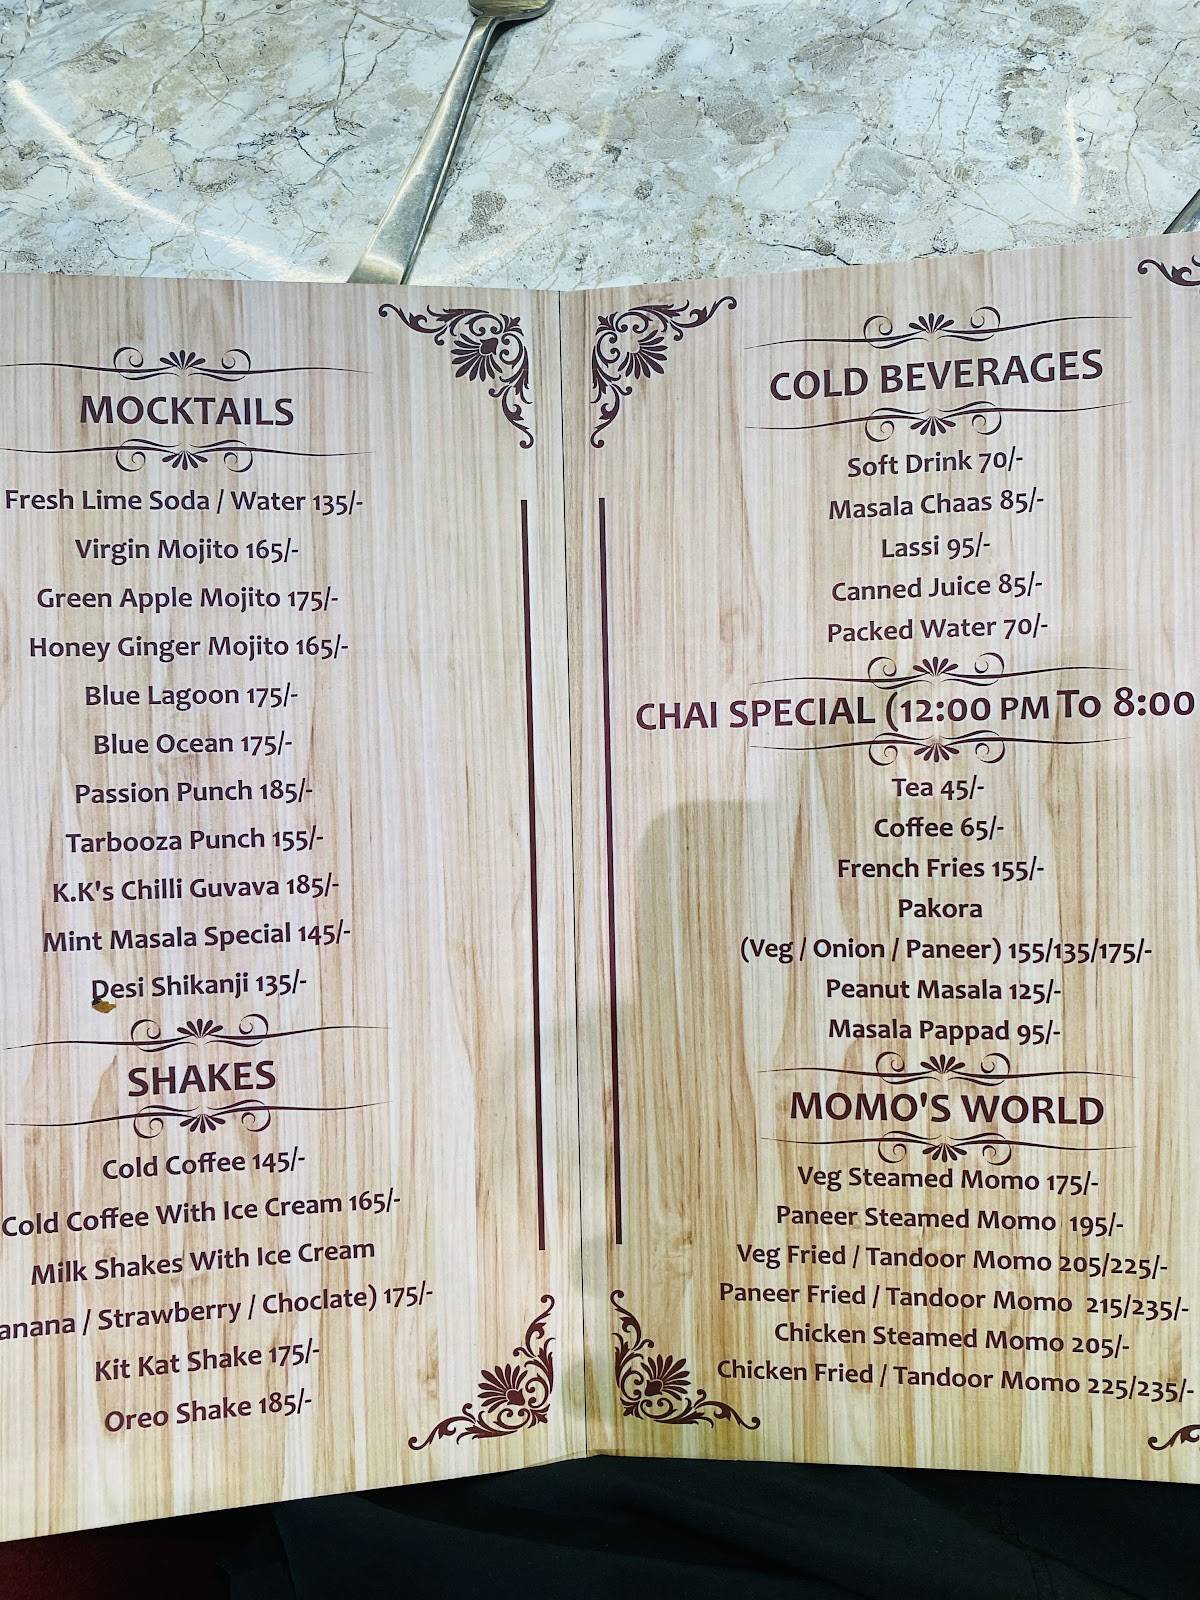 MOCKTAILS
Fresh Lime Soda / Water 135/-
Virgin Mojito 165/-
Green Apple Mojito 175/-
Honey Ginger Mojito 165/-
Blue Lagoon 175/-
Blue Ocean 175/-
Passion Punch 185/-
Tarbooza Punch 155/-
K.K's Chilli Guvava 185/-
Mint Masala Special 145/-
Desi Shikanji 135/-
SHAKES
Cold Coffee 145/-
Cold Coffee With Ice Cream 165/-
Milk Shakes With Ice Cream
anana / Strawberry / Choclate) 175/-
Kit Kat Shake 175/-
Oreo Shake 185/-
COLD BEVERAGES
Soft Drink 70/-
Masala Chaas 85/-
Lassi 95/-
Canned Juice 85/-
Packed Water 70/-
CHAI SPECIAL (12:00 PM To 8:00
Tea 45/-
Coffee 65/-
French Fries 155/-
Pakora
(Veg / Onion / Paneer) 155/135/175/-
Peanut Masala 125/-
Masala Pappad 95/-
MOMO'S WORLD
Veg Steamed Momo 175/-
Paneer Steamed Momo 195/-
Veg Fried / Tandoor Momo 205/225/-
Paneer Fried / Tandoor Momo 215/235/-
Chicken Steamed Momo 205/-
Chicken Fried / Tandoor Momo 225/235/-